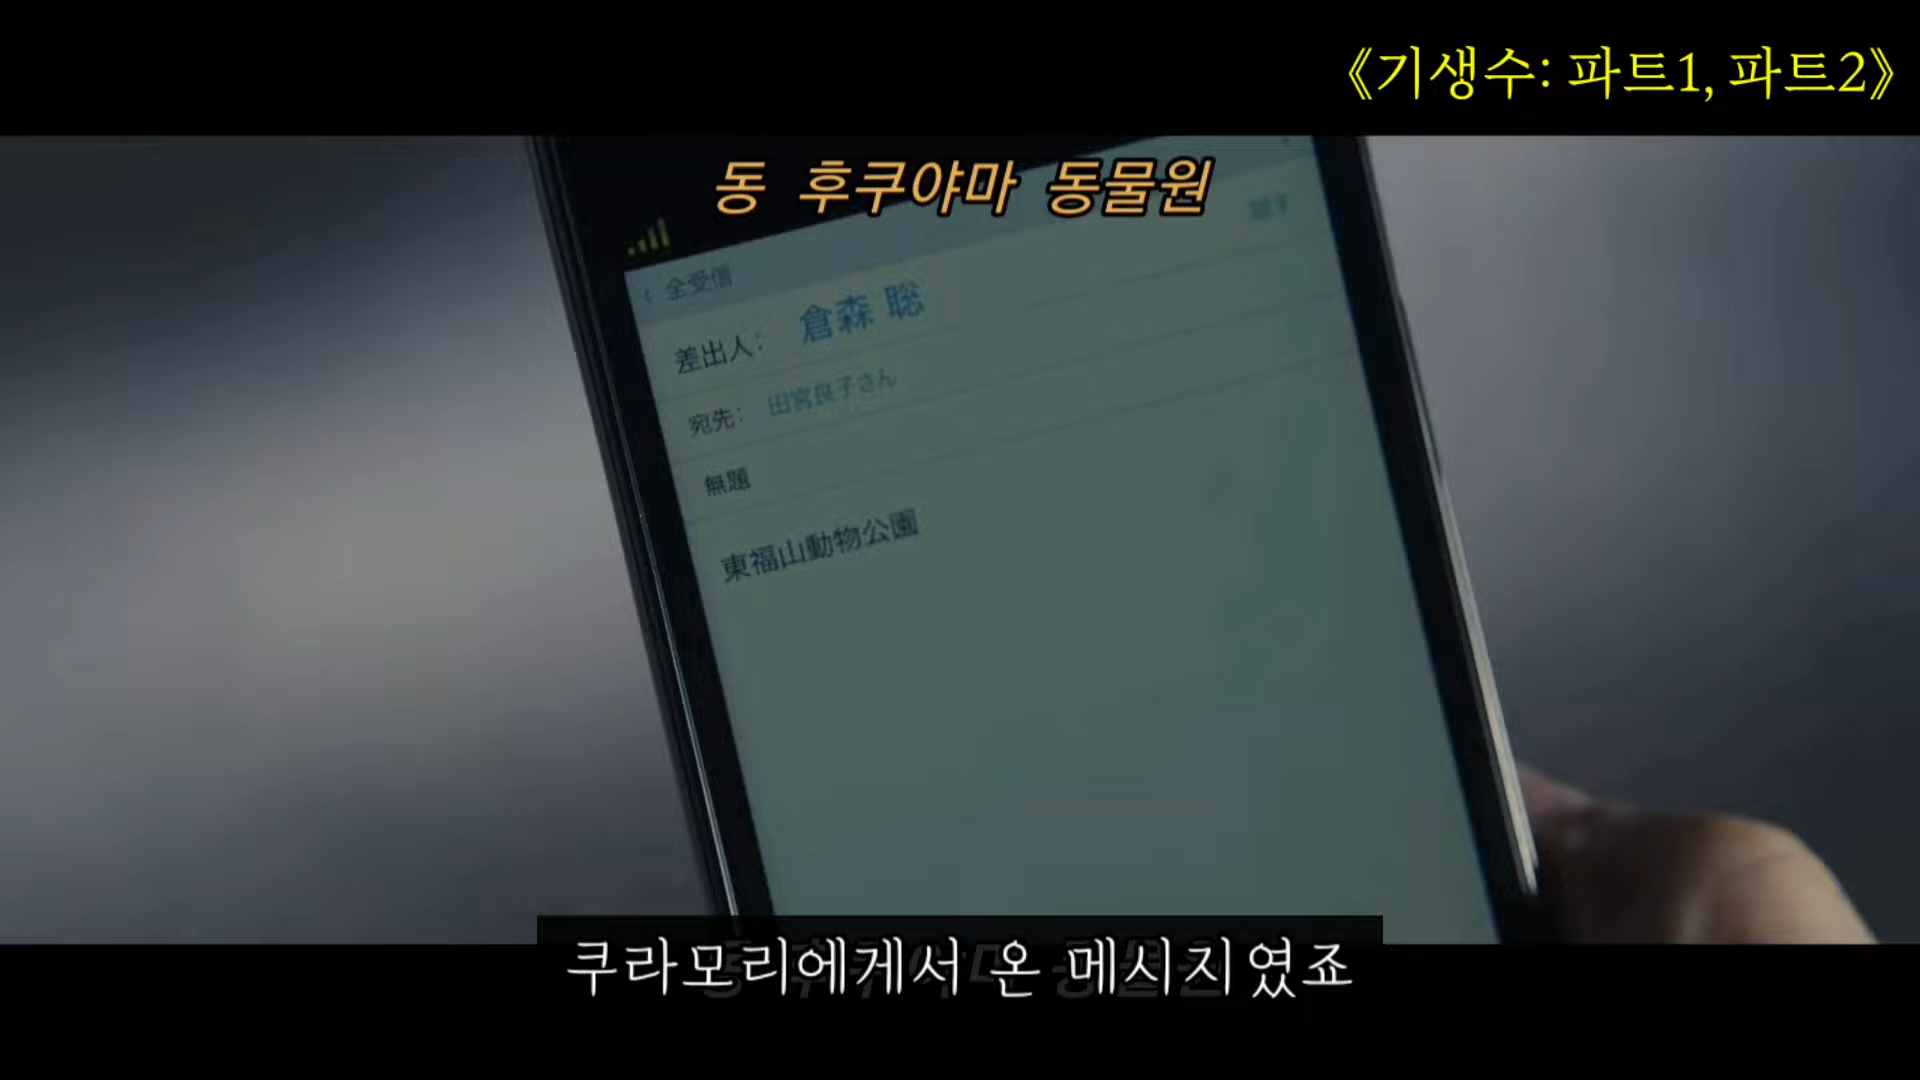 《기생수: 파트1, 파트2》
동 후쿠야마 동물원
全受信
隠す
差出人: 倉森 聡
宛先: 田宮良子さん
無題
東福山動物公園
쿠라모리에게서 온 메시지였죠